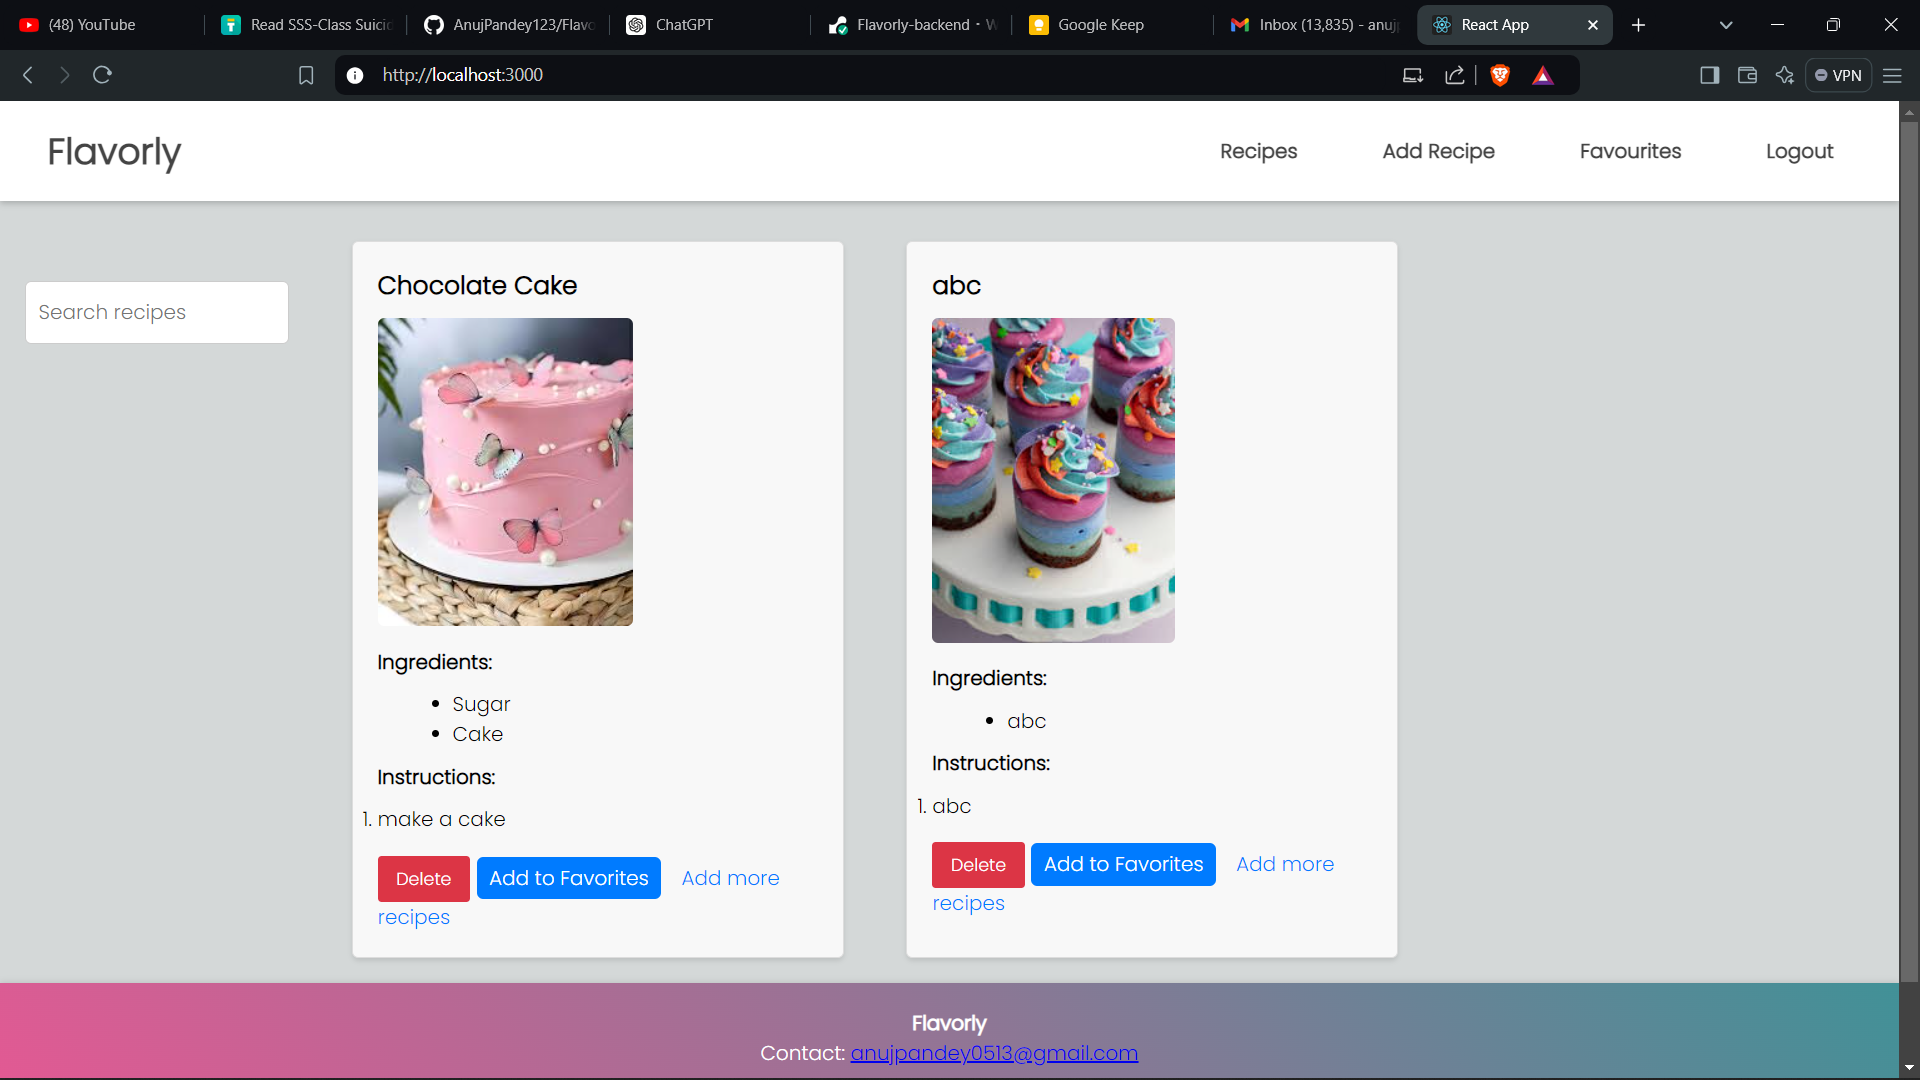 (48) YouTube
Read SSS-Class Suicid
AnujPandey123/Flavo
ChatGPT
Flavorly-backend · W
Google Keep
Inbox (13,835) - anuj
React App
http://localhost:3000
VPN
Flavorly
Recipes
Add Recipe
Favourites
Logout
Search recipes
Chocolate Cake
Ingredients:
• Sugar
• Cake
Instructions:
1. make a cake
Delete
Add to Favorites
Add more
recipes
abc
Ingredients:
• abc
Instructions:
1. abc
Delete
Add to Favorites
Add more
recipes
Flavorly
Contact: anujpandey0513@gmail.com